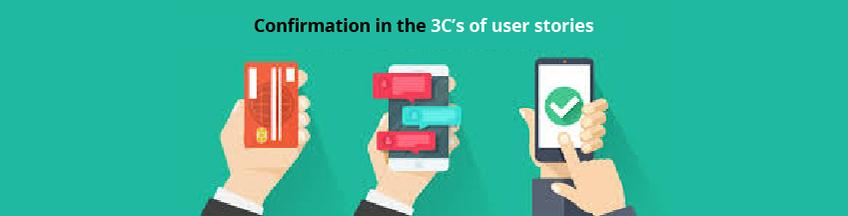 Confirmation in the 3C’s of user stories